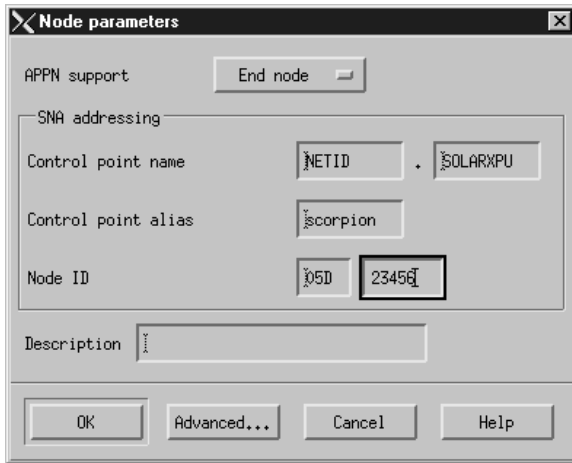 Node parameters
APPN support End node
SNA addressing
Control point name NETID . SOLARXPU
Control point alias scorpion
Node ID 05D 23456
Description
OK Advanced... Cancel Help